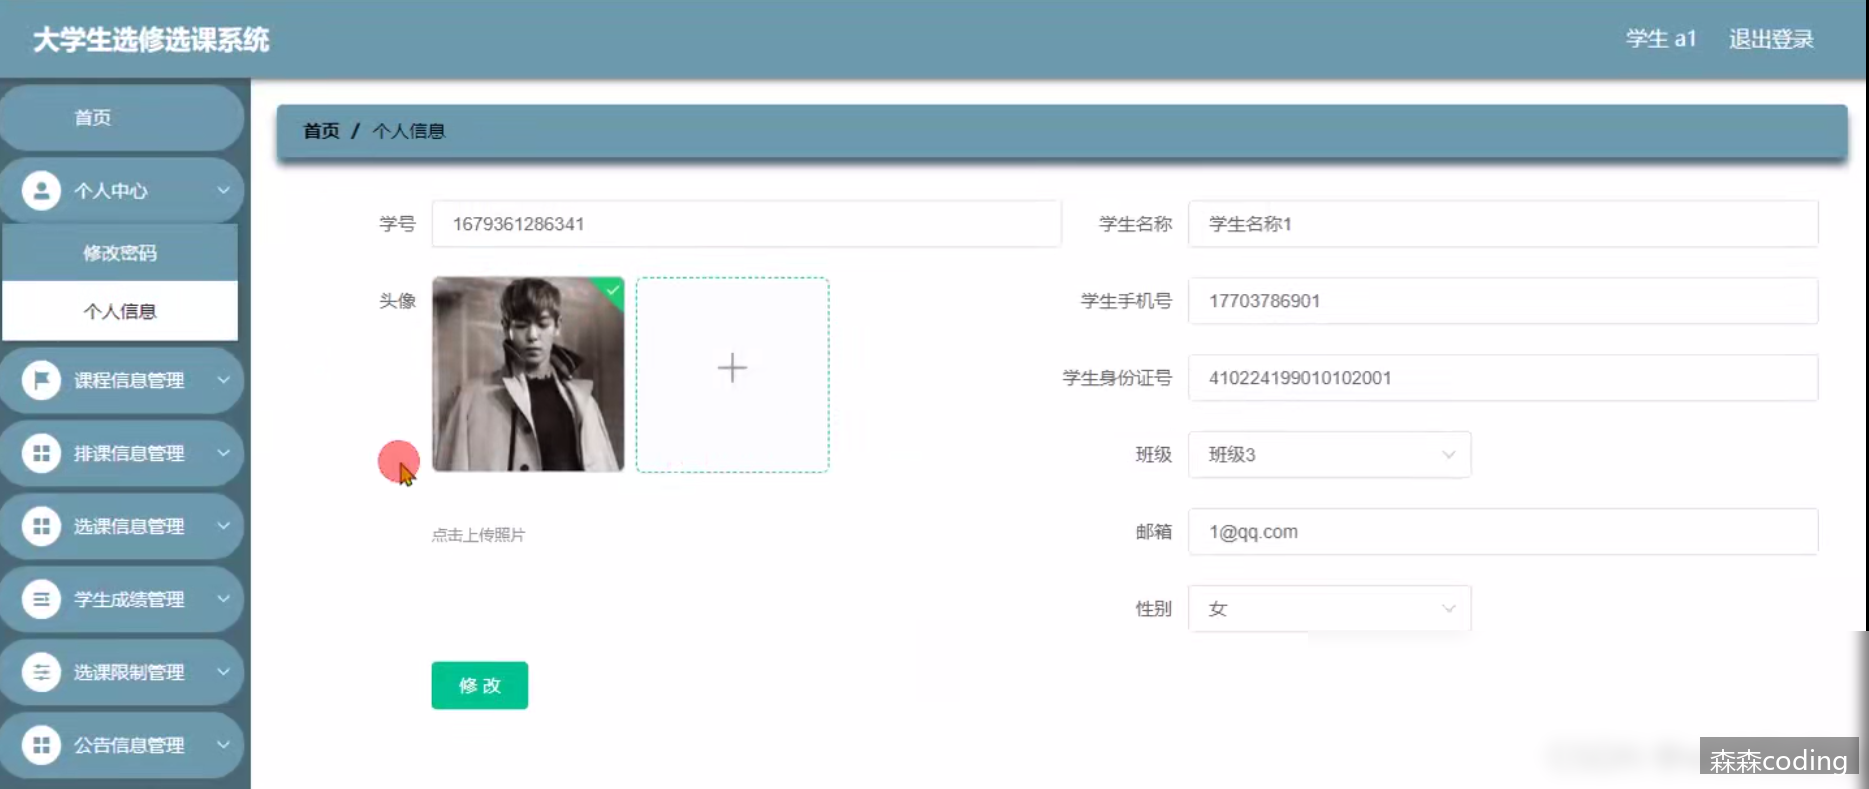 大学生选修选课系统
学生 a1
退出登录
首页
个人中心
修改密码
个人信息
课程信息管理
排课信息管理
选课信息管理
学生成绩管理
选课限制管理
公告信息管理
首页 / 个人信息
学号
1679361286341
学生名称
学生名称1
头像
点击上传照片
学生手机号
17703786901
学生身份证号
410224199010102001
班级
班级3
邮箱
1@qq.com
性别
女
修 改
森森coding